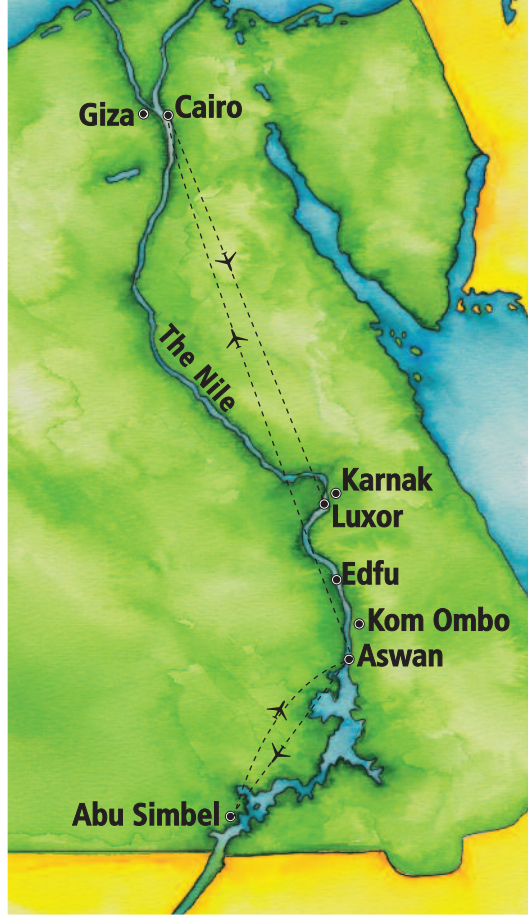 Giza
Cairo
The Nile
Karnak
Luxor
Edfu
Kom Ombo
Aswan
Abu Simbel